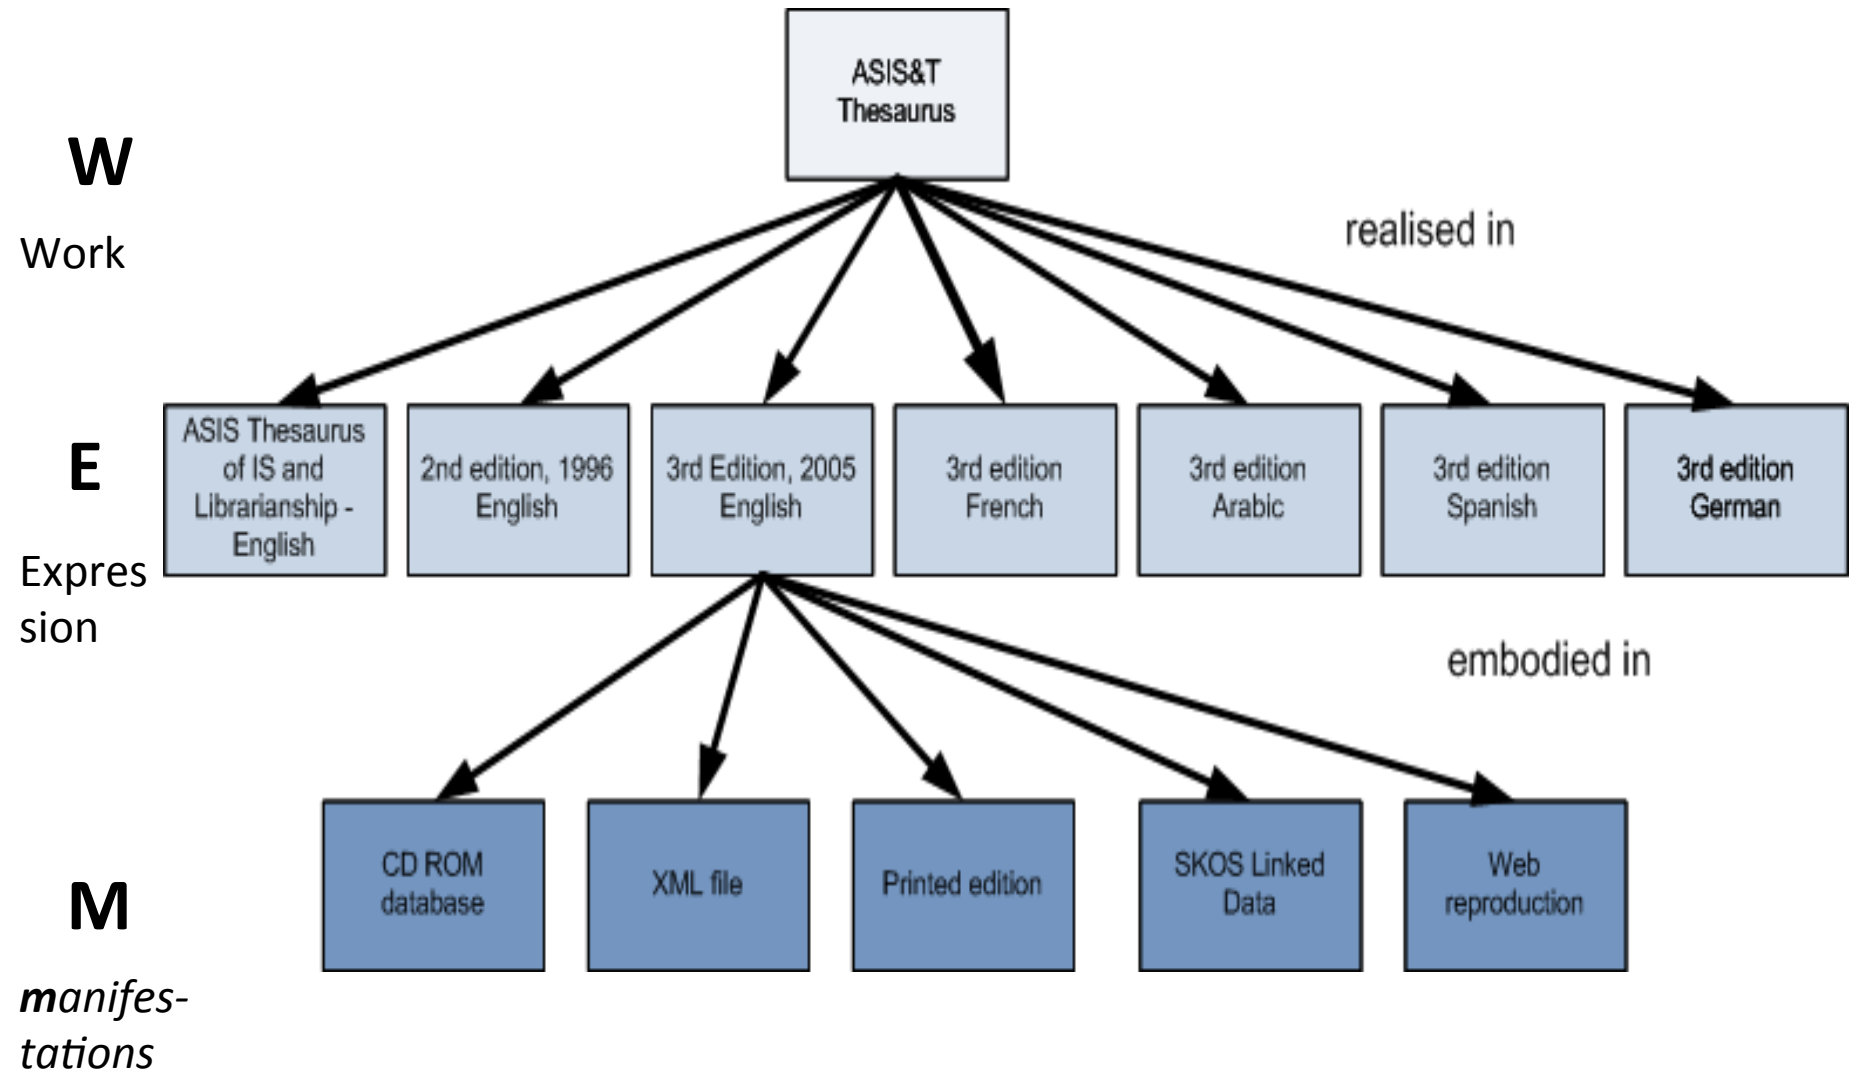 ASIS&T
Thesaurus
W
Work
realised in
ASIS Thesaurus
of IS and
Librarianship -
English
2nd edition, 1996
English
3rd Edition, 2005
English
3rd edition
French
3rd edition
Arabic
3rd edition
Spanish
3rd edition
German
E
Expres
sion
embodied in
CD ROM
database
XML file
Printed edition
SKOS Linked
Data
Web
reproduction
M
manifes-
tations